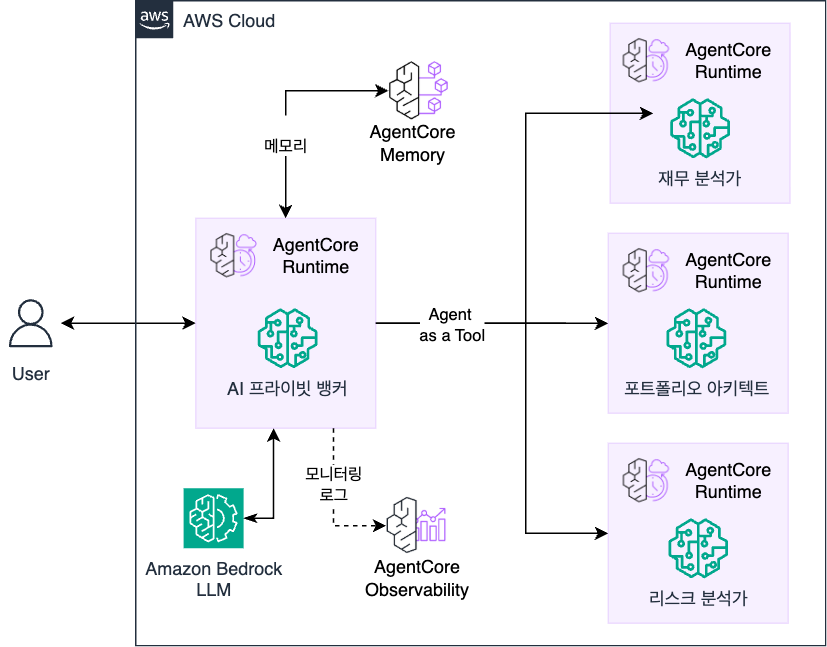 aws
AWS Cloud
AgentCore
Memory
메모리
AgentCore
Runtime
AI 프라이빗 뱅커
User
Agent
as a Tool
AgentCore
Runtime
재무 분석가
AgentCore
Runtime
포트폴리오 아키텍트
AgentCore
Runtime
리스크 분석가
모니터링
로그
Amazon Bedrock
LLM
AgentCore
Observability